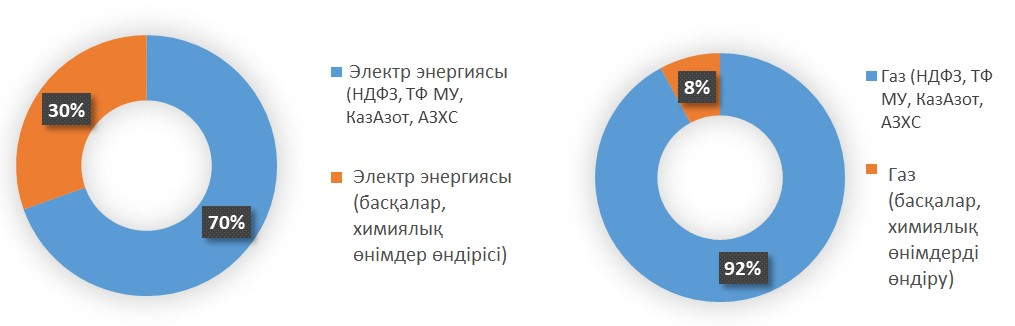 30%
70%
Электр энергиясы
(НДФЗ, ТФ МУ,
КазАзот, АЗХС
Электр энергиясы
(басқалар,
химиялық
өнімдер өндірісі)
8%
92%
Газ (НДФЗ, ТФ
МУ, КазАзот,
АЗХС
Газ
(басқалар,
химиялық
өнімдерді
өндіру)